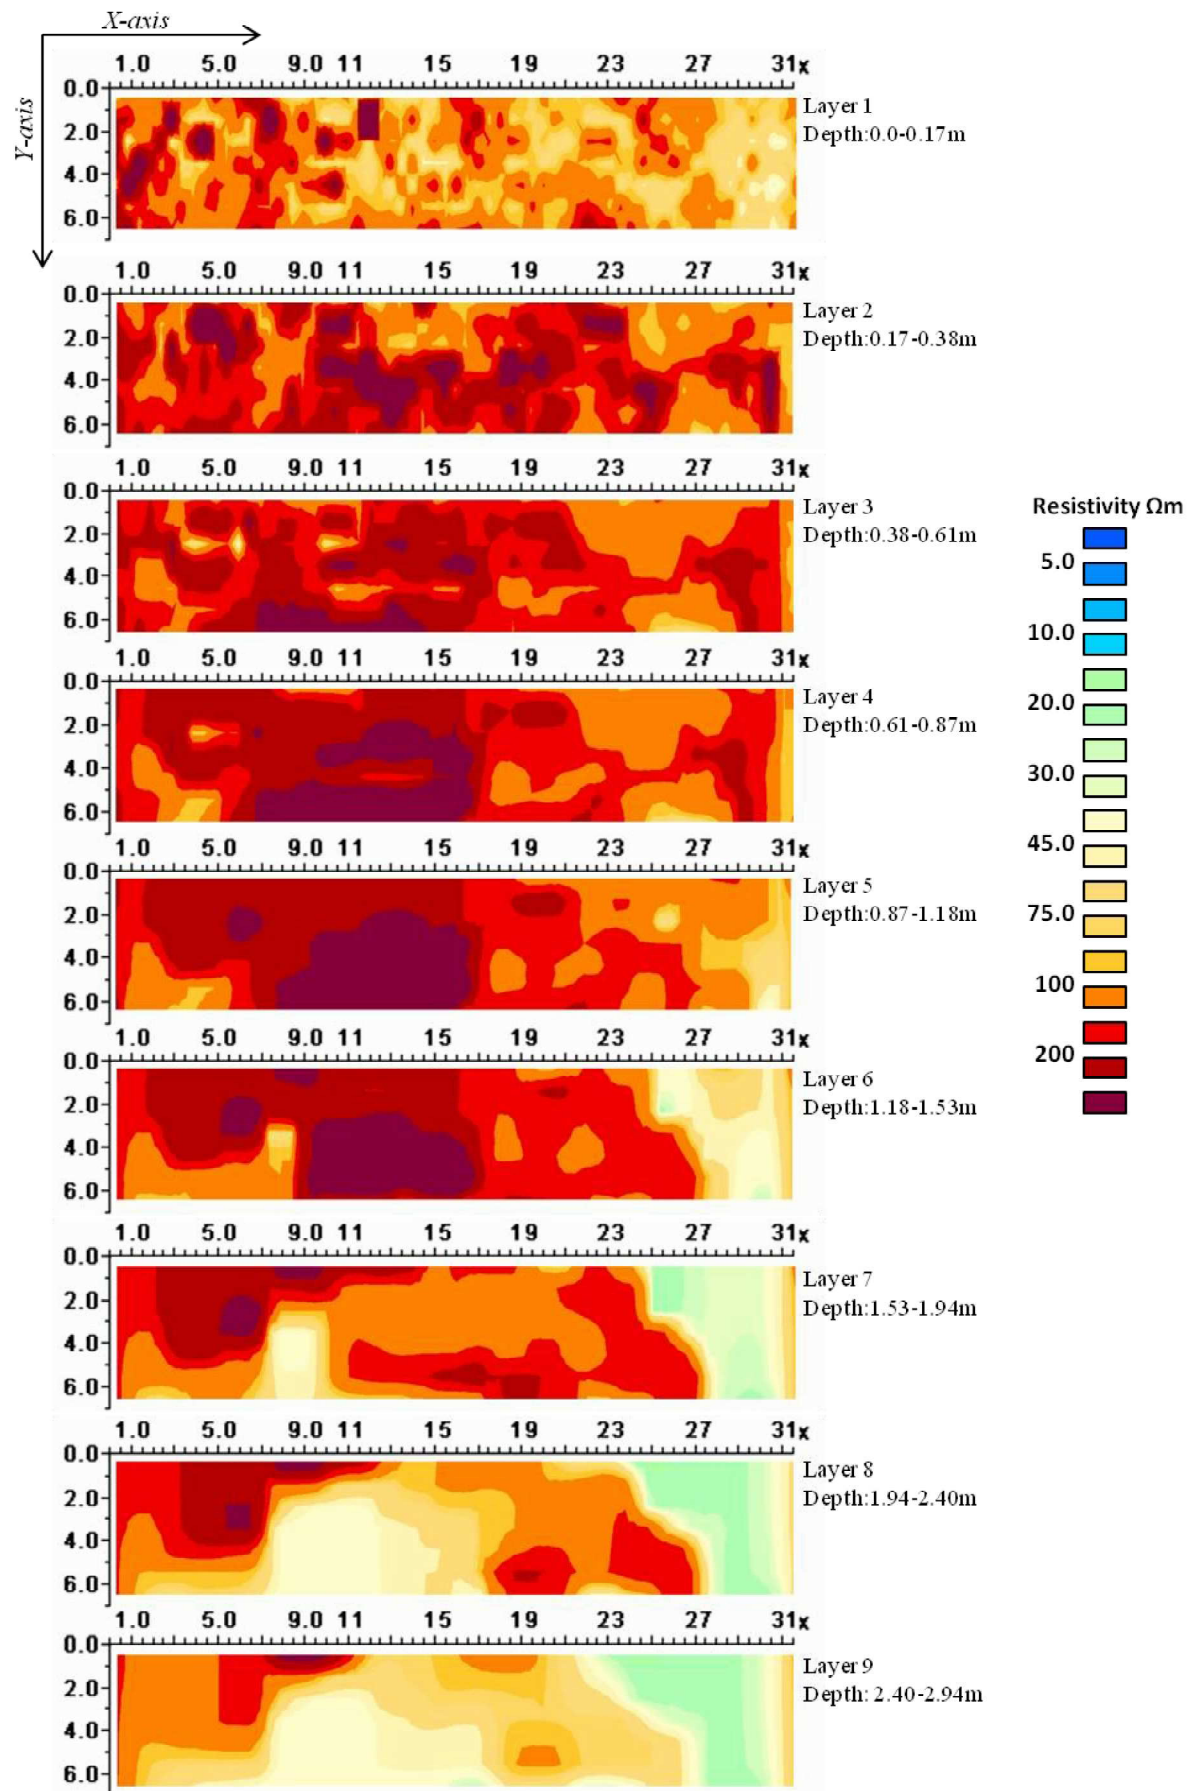 X-axis
Y-axis
1.0 5.0 9.0 11 15 19 23 27 31x
0.0
2.0
4.0
6.0
Layer 1
Depth:0.0-0.17m
1.0 5.0 9.0 11 15 19 23 27 31x
0.0
2.0
4.0
6.0
Layer 2
Depth:0.17-0.38m
1.0 5.0 9.0 11 15 19 23 27 31x
0.0
2.0
4.0
6.0
Layer 3
Depth:0.38-0.61m
1.0 5.0 9.0 11 15 19 23 27 31x
0.0
2.0
4.0
6.0
Layer 4
Depth:0.61-0.87m
1.0 5.0 9.0 11 15 19 23 27 31x
0.0
2.0
4.0
6.0
Layer 5
Depth:0.87-1.18m
1.0 5.0 9.0 11 15 19 23 27 31x
0.0
2.0
4.0
6.0
Layer 6
Depth:1.18-1.53m
1.0 5.0 9.0 11 15 19 23 27 31x
0.0
2.0
4.0
6.0
Layer 7
Depth:1.53-1.94m
1.0 5.0 9.0 11 15 19 23 27 31x
0.0
2.0
4.0
6.0
Layer 8
Depth:1.94-2.40m
1.0 5.0 9.0 11 15 19 23 27 31x
0.0
2.0
4.0
6.0
Layer 9
Depth: 2.40-2.94m
Resistivity Ωm
5.0
10.0
20.0
30.0
45.0
75.0
100
200